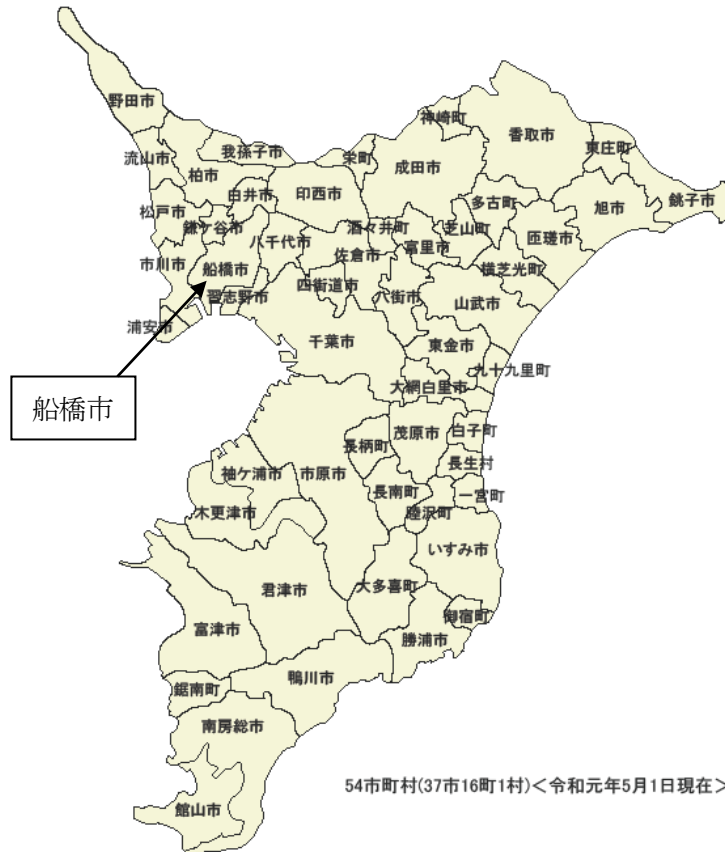 野田市
流山市
柏市
我孫子市
松戸市
鎌ケ谷市
白井市
印西市
栄町
成田市
神崎町
香取市
東庄町
銚子市
旭市
匝瑳市
多古町
芝山町
横芝光町
富里市
酒々井町
佐倉市
八千代市
船橋市
市川市
浦安市
習志野市
四街道市
八街市
山武市
千葉市
東金市
九十九里町
大網白里市
船橋市
茂原市
白子町
長柄町
長生村
市原市
袖ケ浦市
長南町
一宮町
睦沢町
木更津市
いすみ市
君津市
大多喜町
御宿町
勝浦市
富津市
鴨川市
鋸南町
南房総市
館山市
54市町村(37市16町1村)<令和元年5月1日現在>